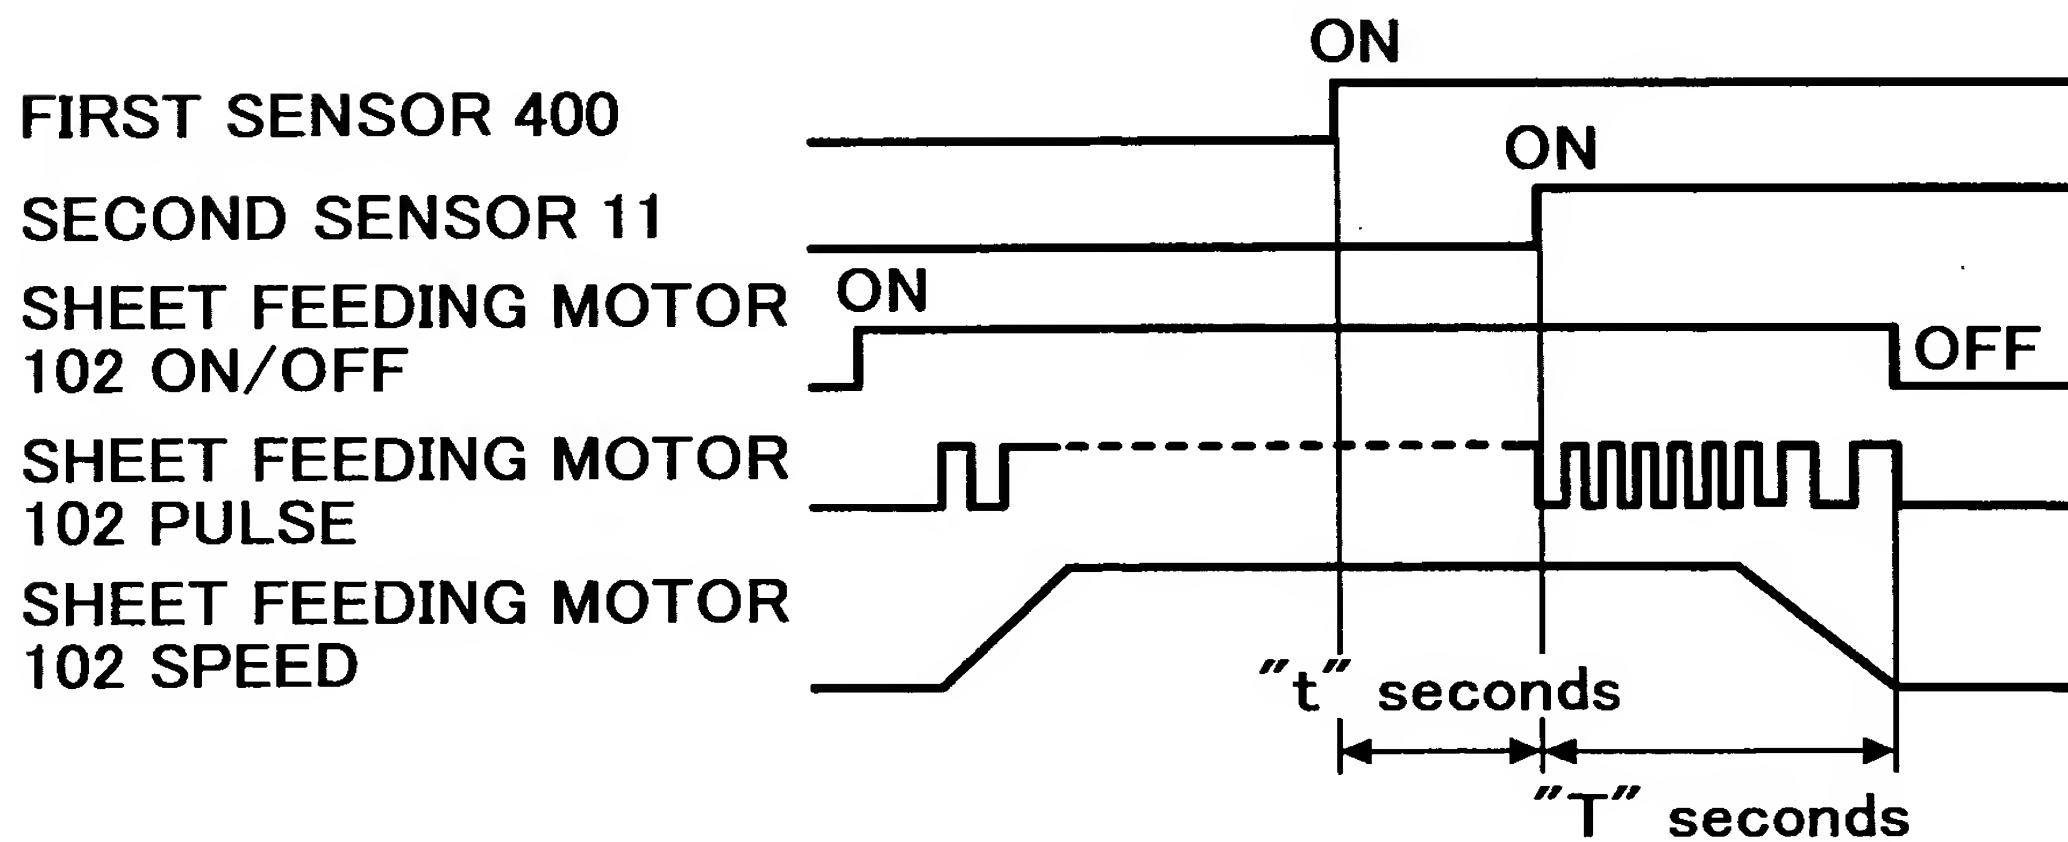 ON
FIRST SENSOR 400
ON
SECOND SENSOR 11
SHEET FEEDING MOTOR
102 ON/OFF
ON
OFF
SHEET FEEDING MOTOR
102 PULSE
SHEET FEEDING MOTOR
102 SPEED
"t" seconds
"T" seconds